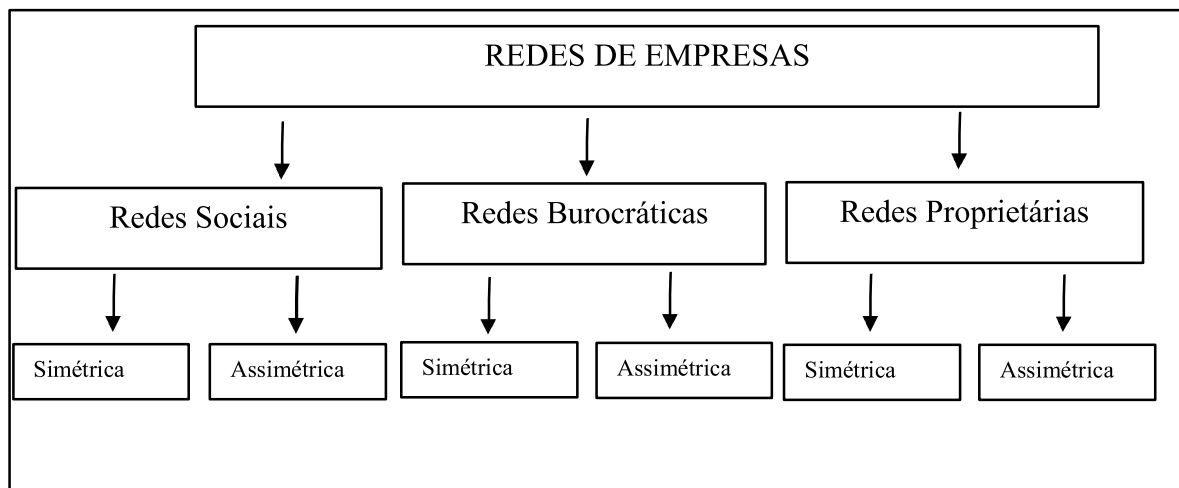 REDES DE EMPRESAS
Redes Sociais
Redes Burocráticas
Redes Proprietárias
Simétrica
Assimétrica
Simétrica
Assimétrica
Simétrica
Assimétrica